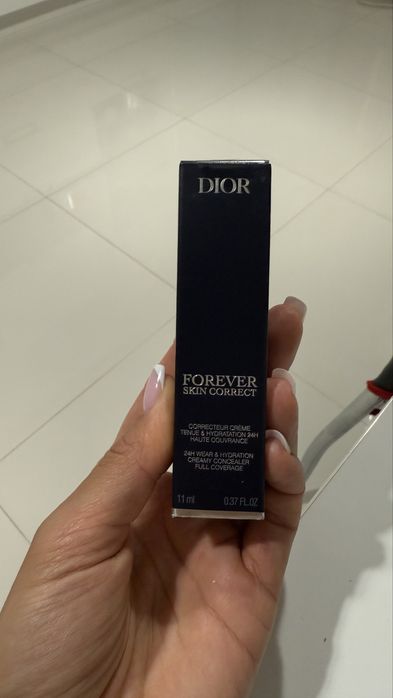 DIOR
FOREVER
SKIN CORRECT
CORRECTEUR CRÈME
TENUE & HYDRATATION 24H
HAUTE COUVRANCE
24H WEAR & HYDRATION
CREAMY CONCEALER
FULL COVERAGE
11 ml 0.37 FL.OZ